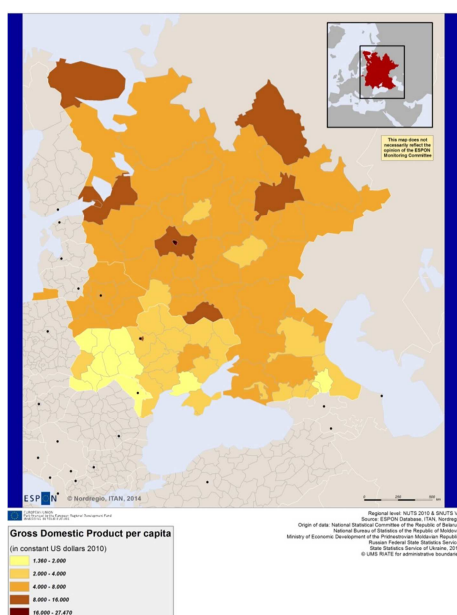 This map does not
necessarily reflect the
opinion of the ESPON
Monitoring Committee
ESPON © Nordregio, ITAN, 2014
EUROPEAN UNION
Regional level: NUTS 2010 & SNUTS
Source: ESPON Database, ITAN, Nordreg
Origin of data: National Statistical Committee of the Republic of Belaru
National Bureau of Statistics of the Republic of Moldov
Ministry of Economic Development of the Pridnestrovian Moldavian Republi
Russian Federal State Statistics Servic
State Statistics Service of Ukraine, 201
© UMS RIATE for administrative boundarie
Gross Domestic Product per capita
(in constant US dollars 2010)
1.360 - 2.000
2.000 - 4.000
4.000 - 8.000
8.000 - 16.000
16.000 - 27.470